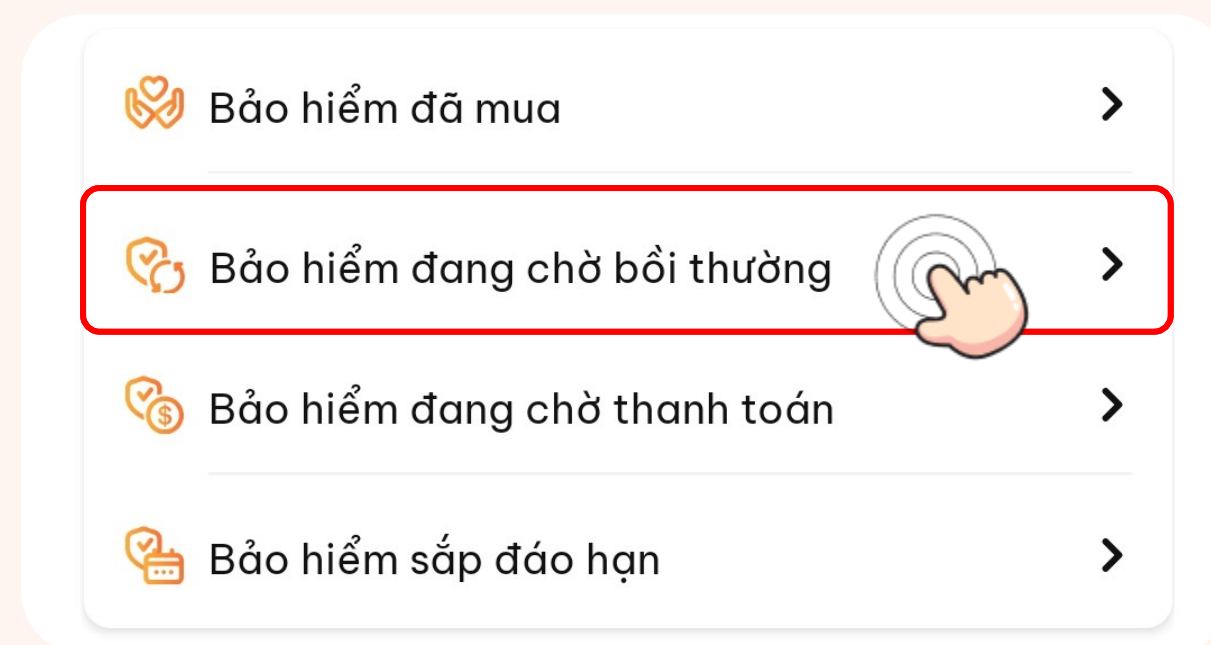 Bảo hiểm đã mua
Bảo hiểm đang chờ bồi thường
Bảo hiểm đang chờ thanh toán
Bảo hiểm sắp đáo hạn